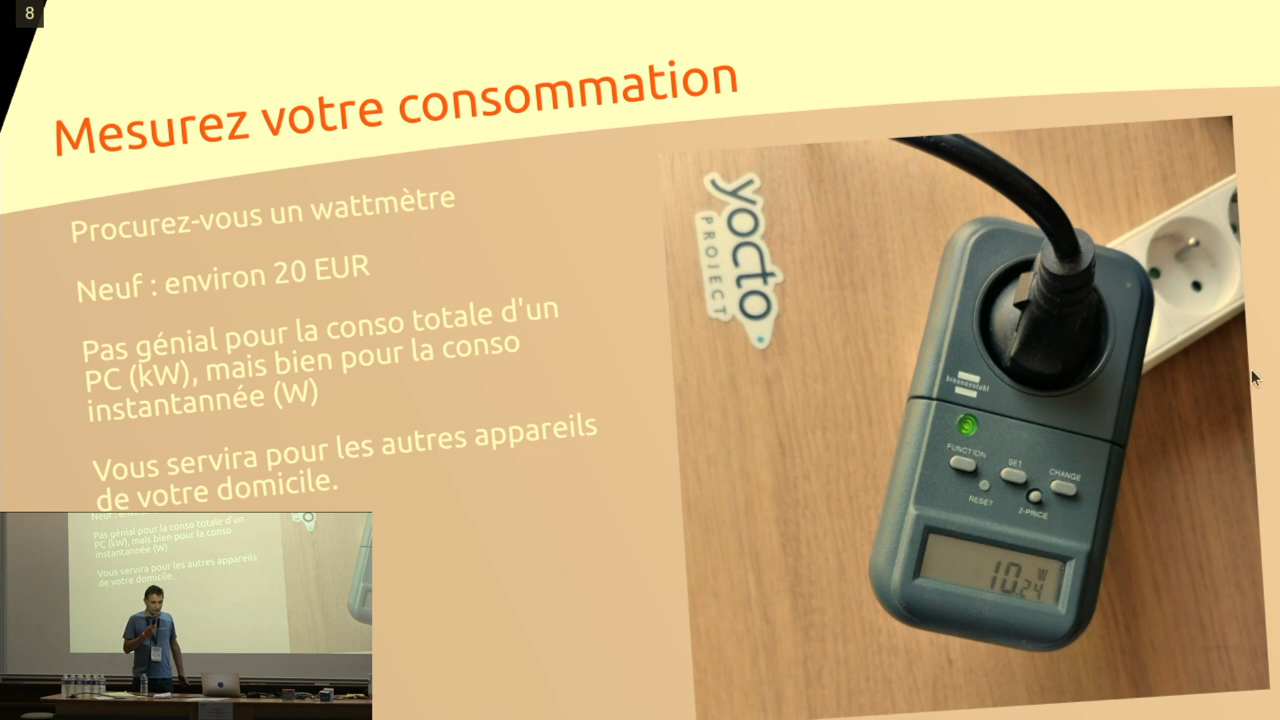 8
Mesurez votre consommation
Procurez-vous un wattmètre
Neuf : environ 20 EUR
Pas génial pour la conso totale d'un
PC (kW), mais bien pour la conso
instantannée (W)
Vous servira pour les autres appareils
de votre domicile.
yocto
PROJECT
brennenstuhl
FUNCTION
SET
CHANGE
RESET
2-PRICE
W
10.24
Pas génial pour la conso totale d'un
PC (kW), mais bien pour la conso
instantannée (W)
Vous servira pour les autres appareils
de votre domicile.